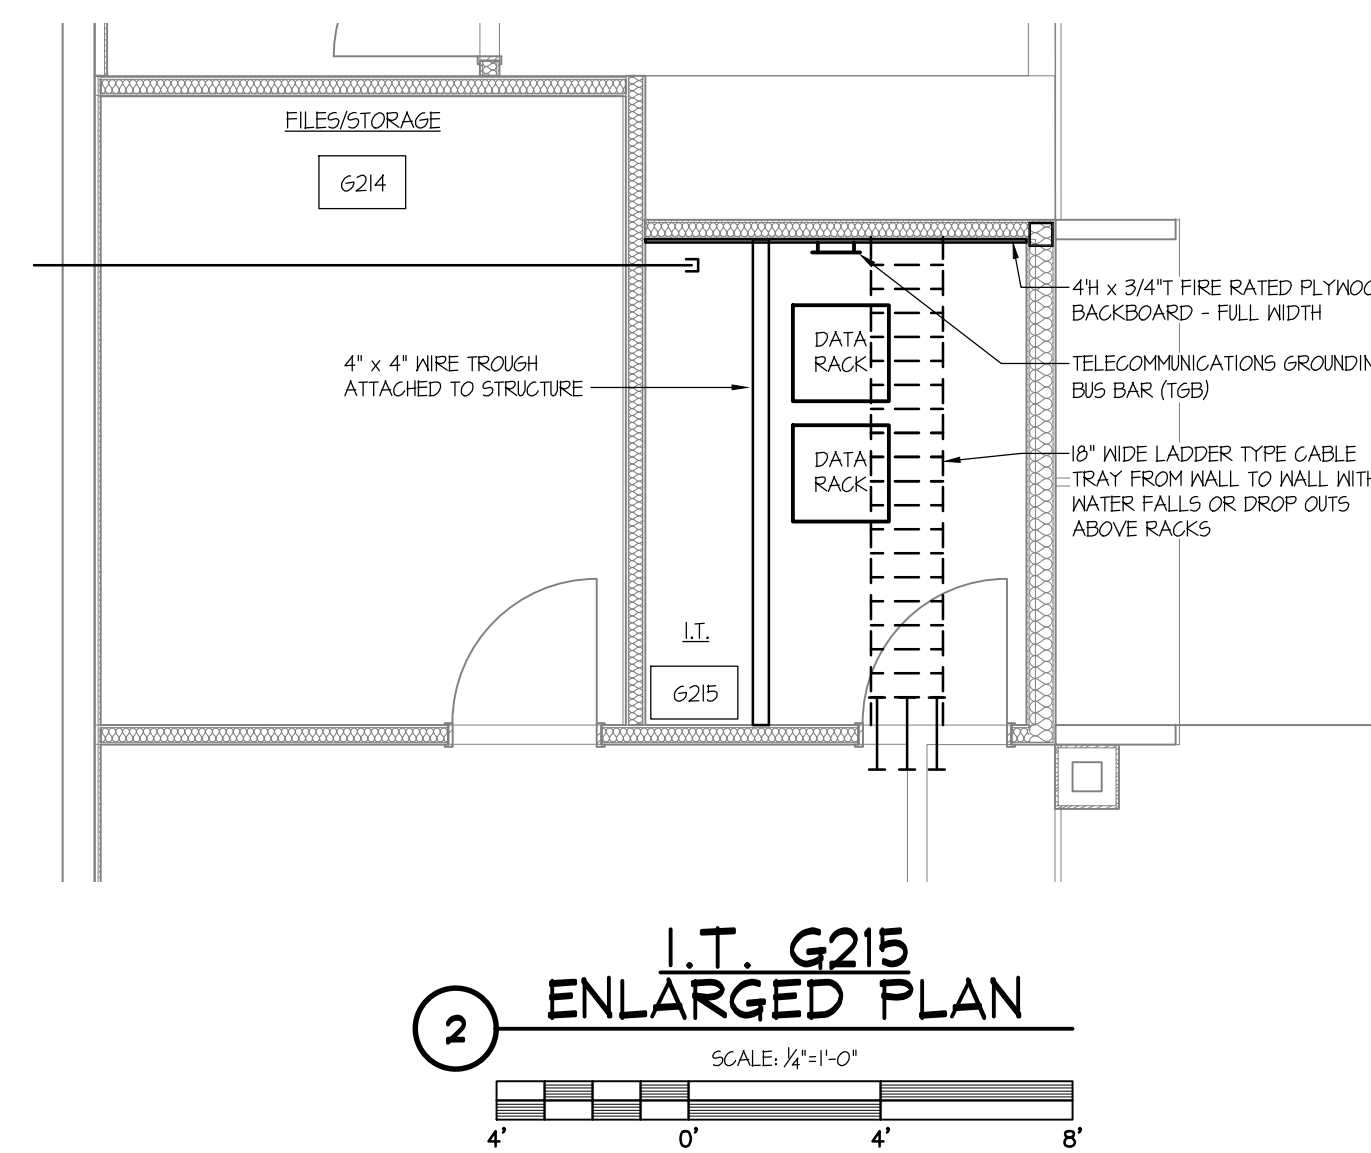 FILES/STORAGE
G214
4'H x 3/4"T FIRE RATED
BACKBOARD - FULL WIDTH
4" x 4" WIRE TROUGH
ATTACHED TO STRUCTURE
DATA
RACK
TELECOMMUNICATIONS
BUS BAR (TGB)
DATA
RACK
18" WIDE LADDER TYPE CABLE
TRAY FROM WALL TO WALL WITH
WATER FALLS OR DROP OUTS
ABOVE RACKS
I.T.
G215
I.T. G215
ENLARGED PLAN
2
SCALE: 1/4"=1'-0"
4' 0' 4' 8'